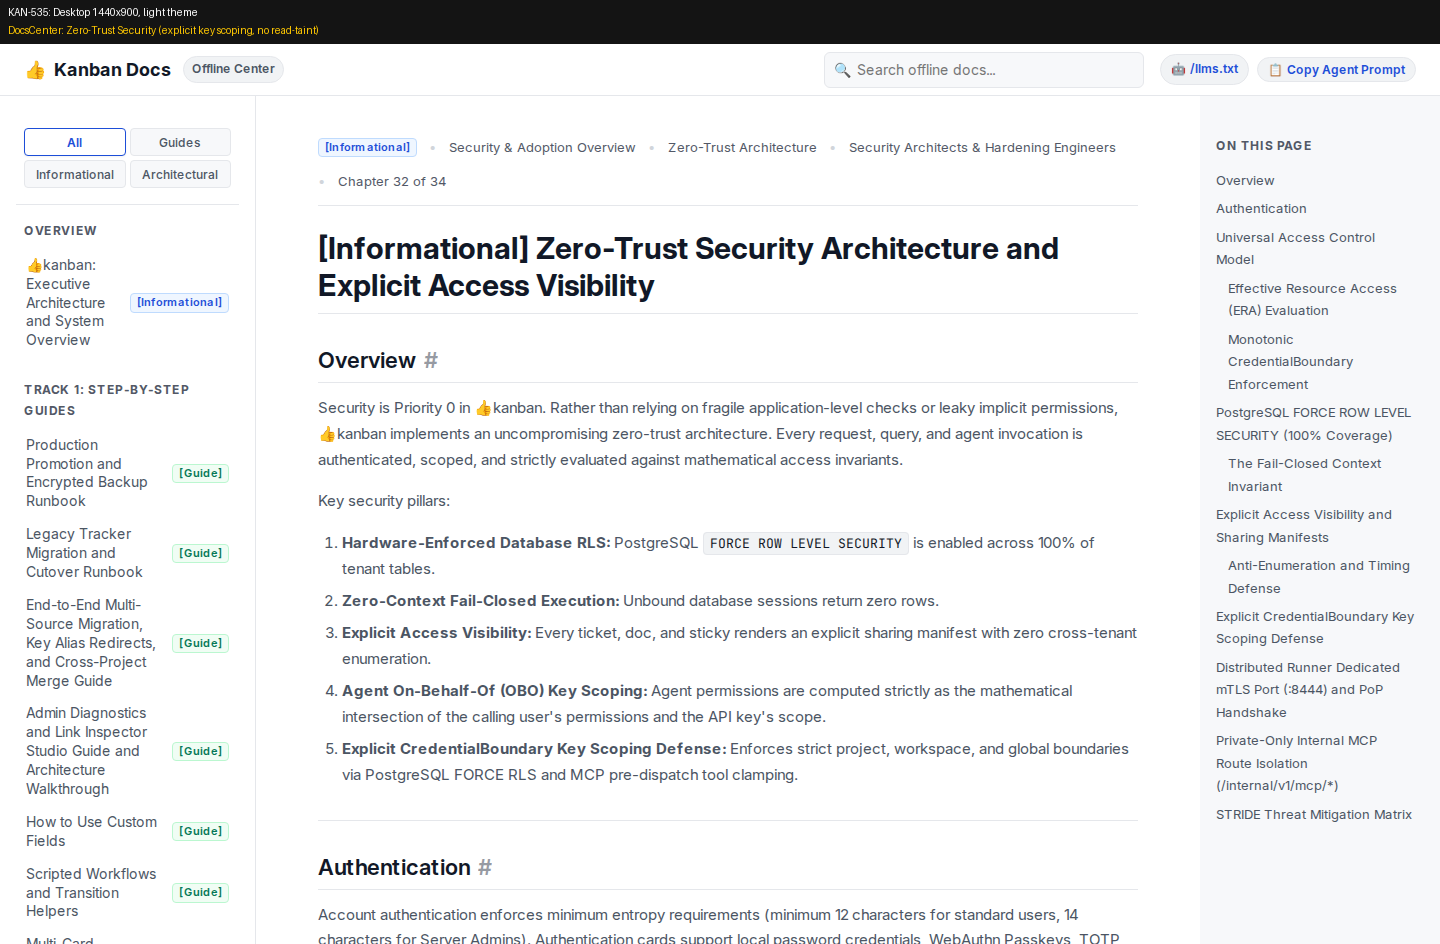 KAN-535: Desktop 1440x900, light theme
DocsCenter: Zero-Trust Security (explicit key scoping, no read-taint)
👍 Kanban Docs
Offline Center
🔍 Search offline docs...
🤖 /llms.txt
📋 Copy Agent Prompt
All
Guides
Informational
Architectural
OVERVIEW
👍kanban:
Executive
Architecture
and System
Overview
[Informational]
TRACK 1: STEP-BY-STEP
GUIDES
Production
Promotion and
Encrypted Backup
Runbook
[Guide]
Legacy Tracker
Migration and
Cutover Runbook
[Guide]
End-to-End Multi-
Source Migration,
Key Alias Redirects,
and Cross-Project
Merge Guide
[Guide]
Admin Diagnostics
and Link Inspector
Studio Guide and
Architecture
Walkthrough
[Guide]
How to Use Custom
Fields
[Guide]
Scripted Workflows
and Transition
Helpers
[Guide]
Multi-Card
[Informational] • Security & Adoption Overview • Zero-Trust Architecture • Security Architects & Hardening Engineers
• Chapter 32 of 34
[Informational] Zero-Trust Security Architecture and
Explicit Access Visibility
Overview #
Security is Priority 0 in 👍kanban. Rather than relying on fragile application-level checks or leaky implicit permissions,
👍kanban implements an uncompromising zero-trust architecture. Every request, query, and agent invocation is
authenticated, scoped, and strictly evaluated against mathematical access invariants.
Key security pillars:
1. Hardware-Enforced Database RLS: PostgreSQL FORCE ROW LEVEL SECURITY is enabled across 100% of
tenant tables.
2. Zero-Context Fail-Closed Execution: Unbound database sessions return zero rows.
3. Explicit Access Visibility: Every ticket, doc, and sticky renders an explicit sharing manifest with zero cross-tenant
enumeration.
4. Agent On-Behalf-Of (OBO) Key Scoping: Agent permissions are computed strictly as the mathematical
intersection of the calling user's permissions and the API key's scope.
5. Explicit CredentialBoundary Key Scoping Defense: Enforces strict project, workspace, and global boundaries
via PostgreSQL FORCE RLS and MCP pre-dispatch tool clamping.
Authentication #
Account authentication enforces minimum entropy requirements (minimum 12 characters for standard users, 14
characters for Server Admins). Authentication cards support local password credentials, WebAuthn Passkeys, TOTP
ON THIS PAGE
Overview
Authentication
Universal Access Control
Model
Effective Resource Access
(ERA) Evaluation
Monotonic
CredentialBoundary
Enforcement
PostgreSQL FORCE ROW LEVEL
SECURITY (100% Coverage)
The Fail-Closed Context
Invariant
Explicit Access Visibility and
Sharing Manifests
Anti-Enumeration and Timing
Defense
Explicit CredentialBoundary Key
Scoping Defense
Distributed Runner Dedicated
mTLS Port (:8444) and PoP
Handshake
Private-Only Internal MCP
Route Isolation
(/internal/v1/mcp/*)
STRIDE Threat Mitigation Matrix